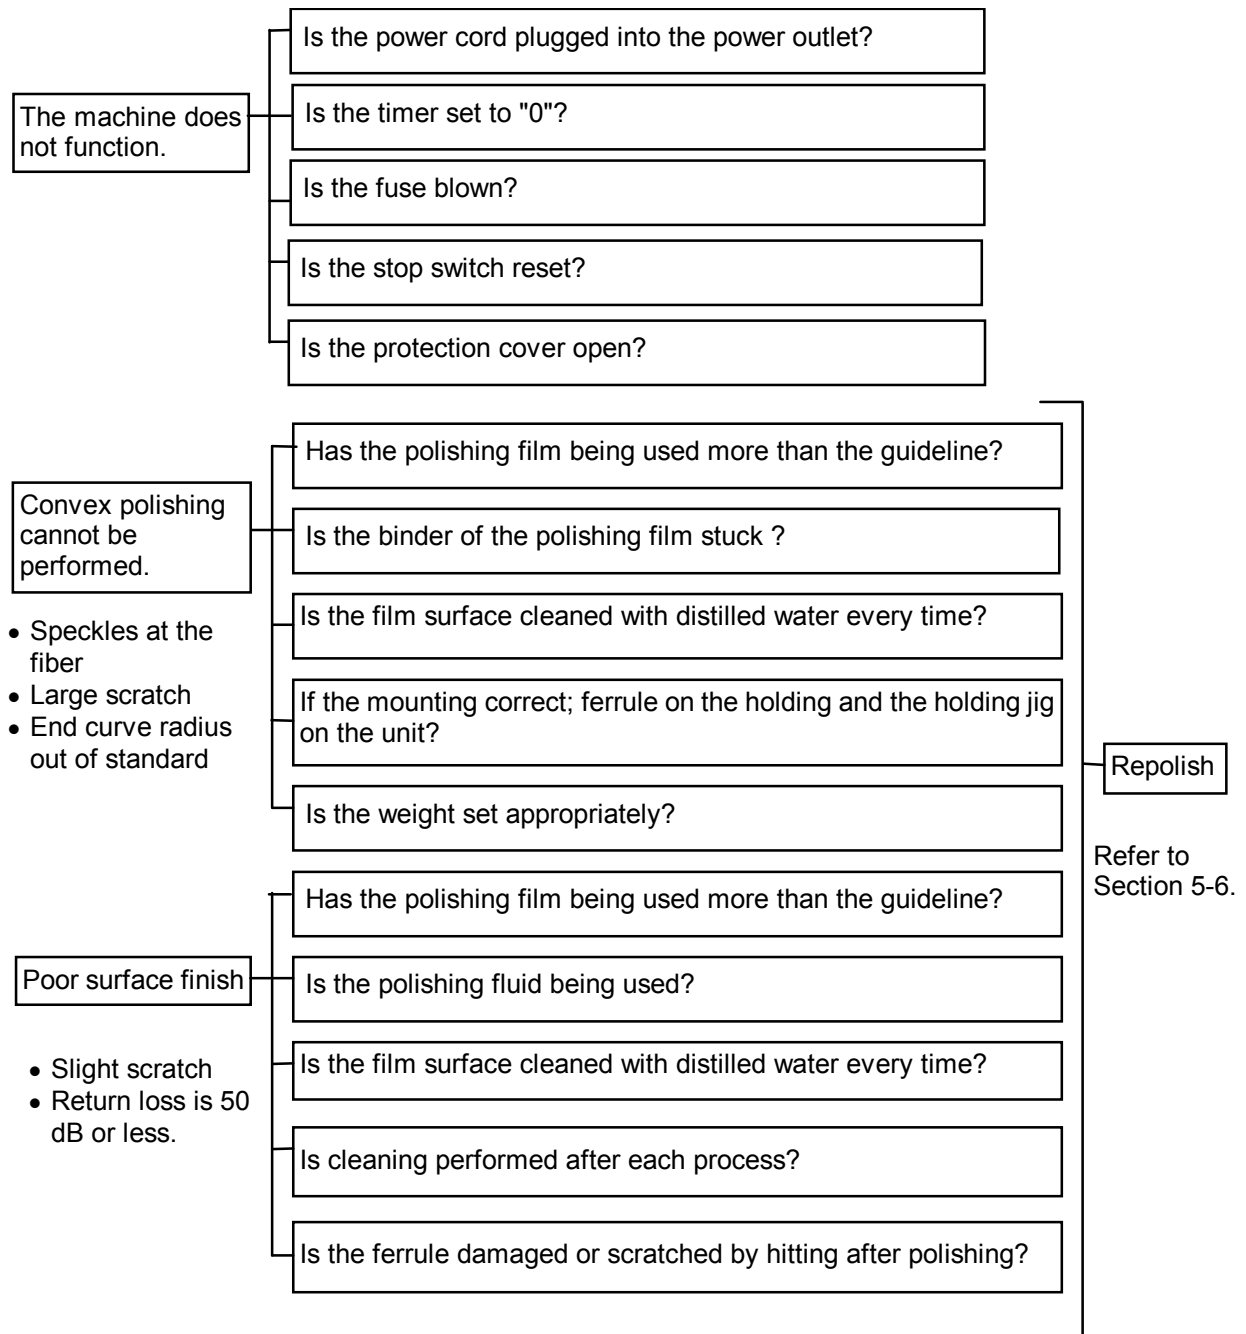 Is the power cord plugged into the power outlet?
The machine does
not function.
Is the timer set to "0"?
Is the fuse blown?
Is the stop switch reset?
Is the protection cover open?
Convex polishing
cannot be
performed.
• Speckles at the
fiber
• Large scratch
• End curve radius
out of standard
Has the polishing film being used more than the guideline?
Is the binder of the polishing film stuck ?
Is the film surface cleaned with distilled water every time?
If the mounting correct; ferrule on the holding and the holding jig
on the unit?
Is the weight set appropriately?
Poor surface finish
• Slight scratch
• Return loss is 50
dB or less.
Has the polishing film being used more than the guideline?
Is the polishing fluid being used?
Is the film surface cleaned with distilled water every time?
Is cleaning performed after each process?
Is the ferrule damaged or scratched by hitting after polishing?
Repolish
Refer to
Section 5-6.